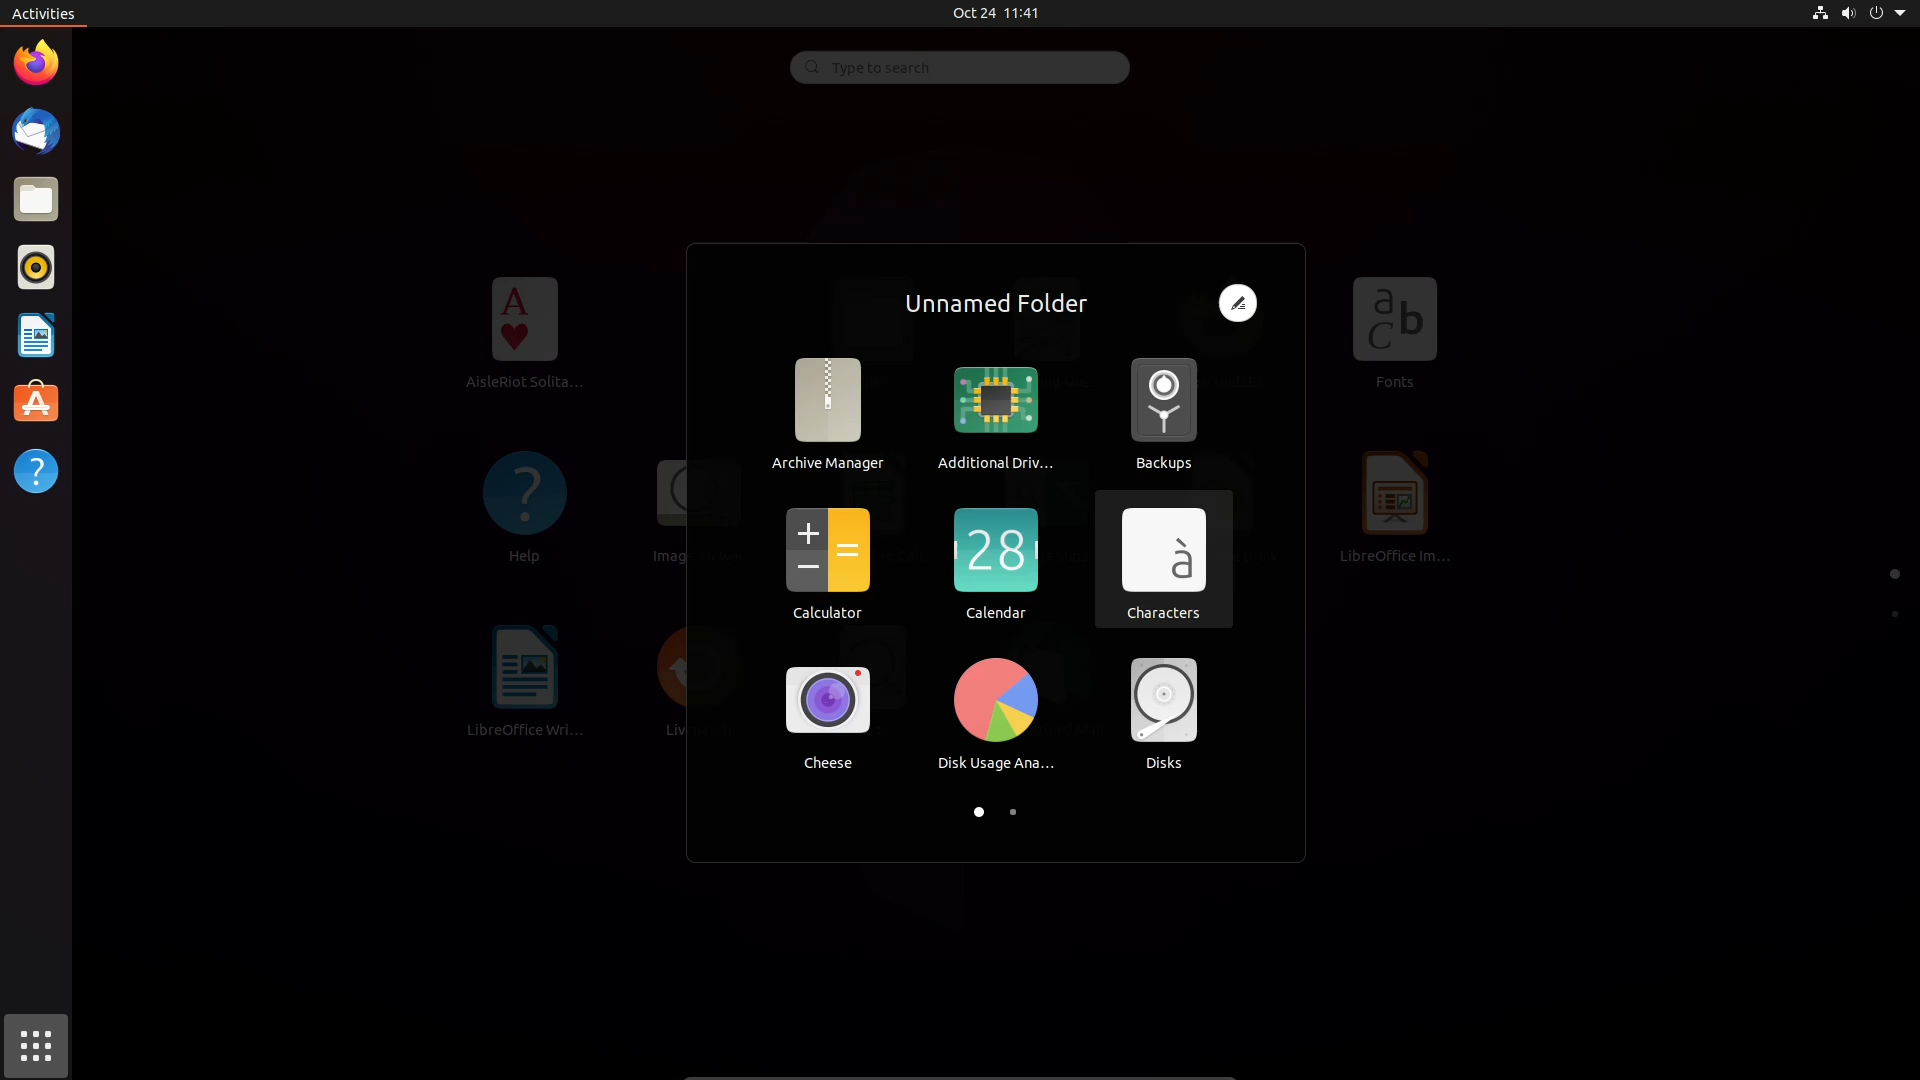 Activities
Oct 24 11:41
Type to search
Unnamed Folder
AisleRiot Solita...
Fonts
Archive Manager
Additional Driv...
Backups
Help
LibreOffice Im...
Calculator
Calendar
Characters
28
LibreOffice Wri...
Cheese
Disk Usage Ana...
Disks